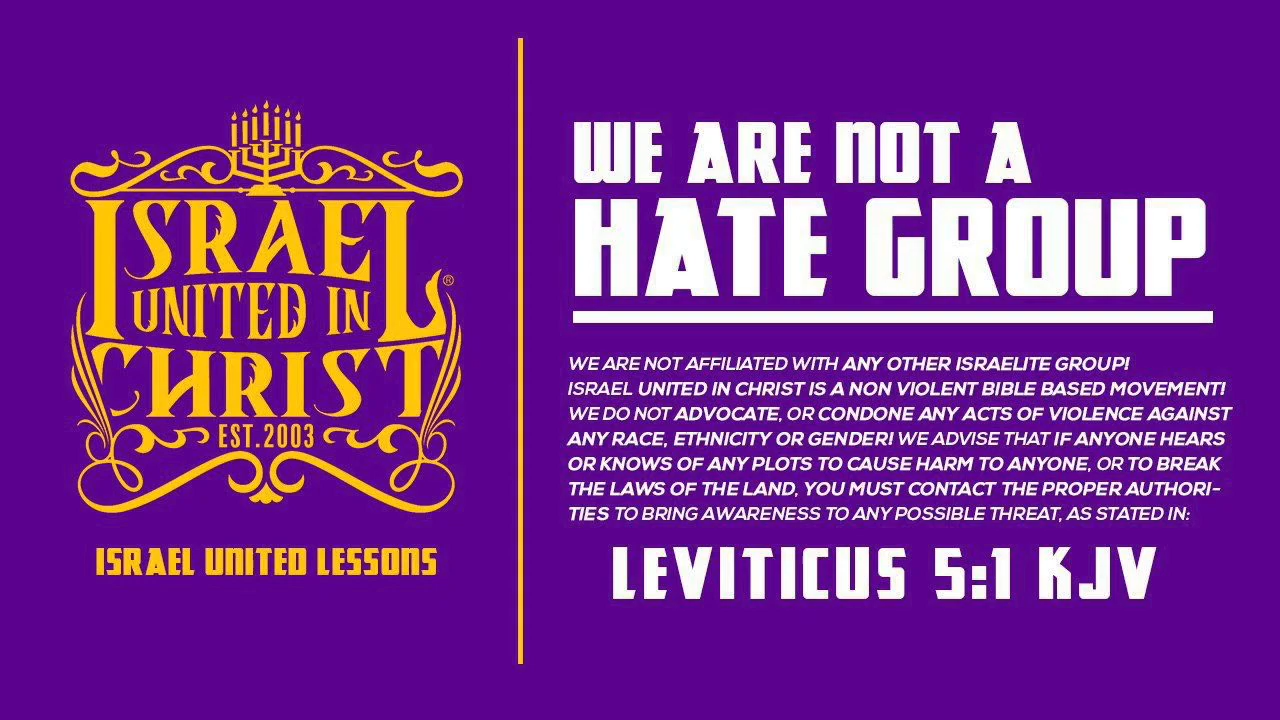 ISRAEL
UNITED IN
CHRIST
EST. 2003
®
ISRAEL UNITED LESSONS
WE ARE NOT A
HATE GROUP
WE ARE NOT AFFILIATED WITH ANY OTHER ISRAELITE GROUP!
ISRAEL UNITED IN CHRIST IS A NON VIOLENT BIBLE BASED MOVEMENT!
WE DO NOT ADVOCATE, OR CONDONE ANY ACTS OF VIOLENCE AGAINST
ANY RACE, ETHNICITY OR GENDER! WE ADVISE THAT IF ANYONE HEARS
OR KNOWS OF ANY PLOTS TO CAUSE HARM TO ANYONE, OR TO BREAK
THE LAWS OF THE LAND, YOU MUST CONTACT THE PROPER AUTHORI-
TIES TO BRING AWARENESS TO ANY POSSIBLE THREAT, AS STATED IN:
LEVITICUS 5:1 KJV